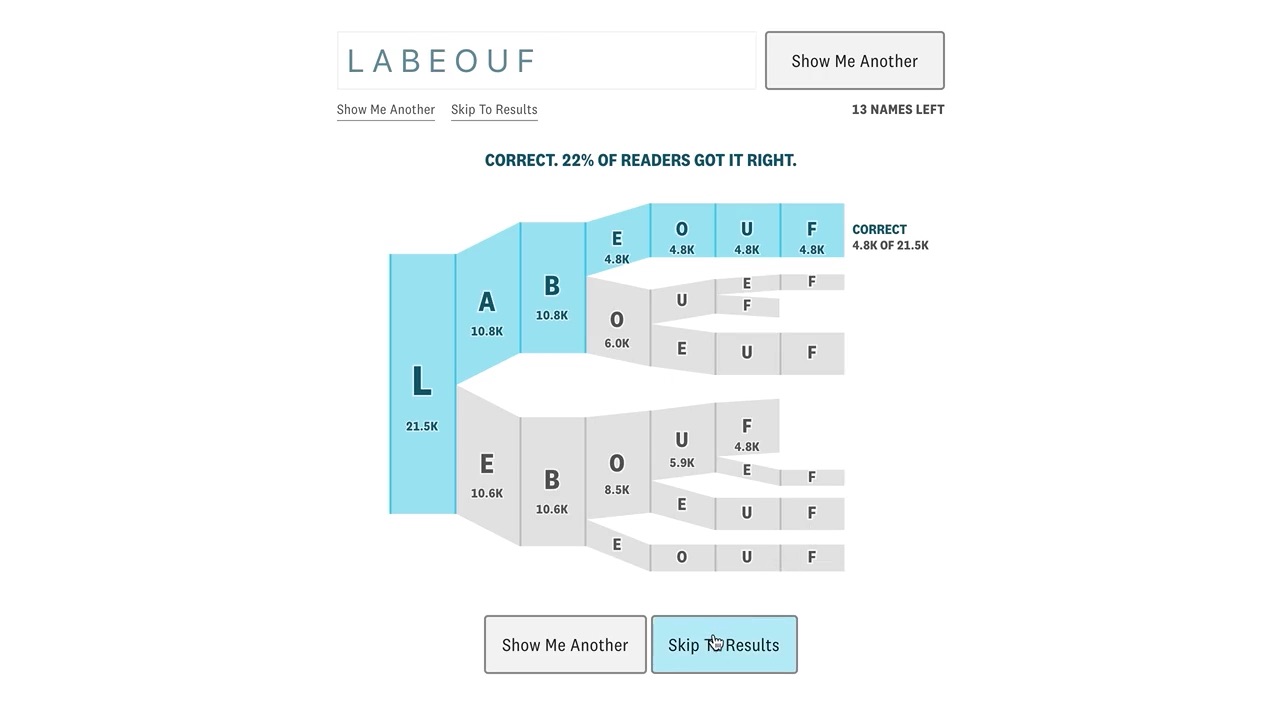 LABEOUF
Show Me Another
Show Me Another
Skip To Results
13 NAMES LEFT
CORRECT. 22% OF READERS GOT IT RIGHT.
L
21.5K
A
10.8K
B
10.8K
E
4.8K
O
4.8K
U
4.8K
F
4.8K
CORRECT
4.8K OF 21.5K
O
6.0K
U
E
F
F
E
U
F
E
10.6K
B
10.6K
O
8.5K
U
5.9K
F
4.8K
E
F
E
U
F
E
O
U
F
Show Me Another
Skip To Results